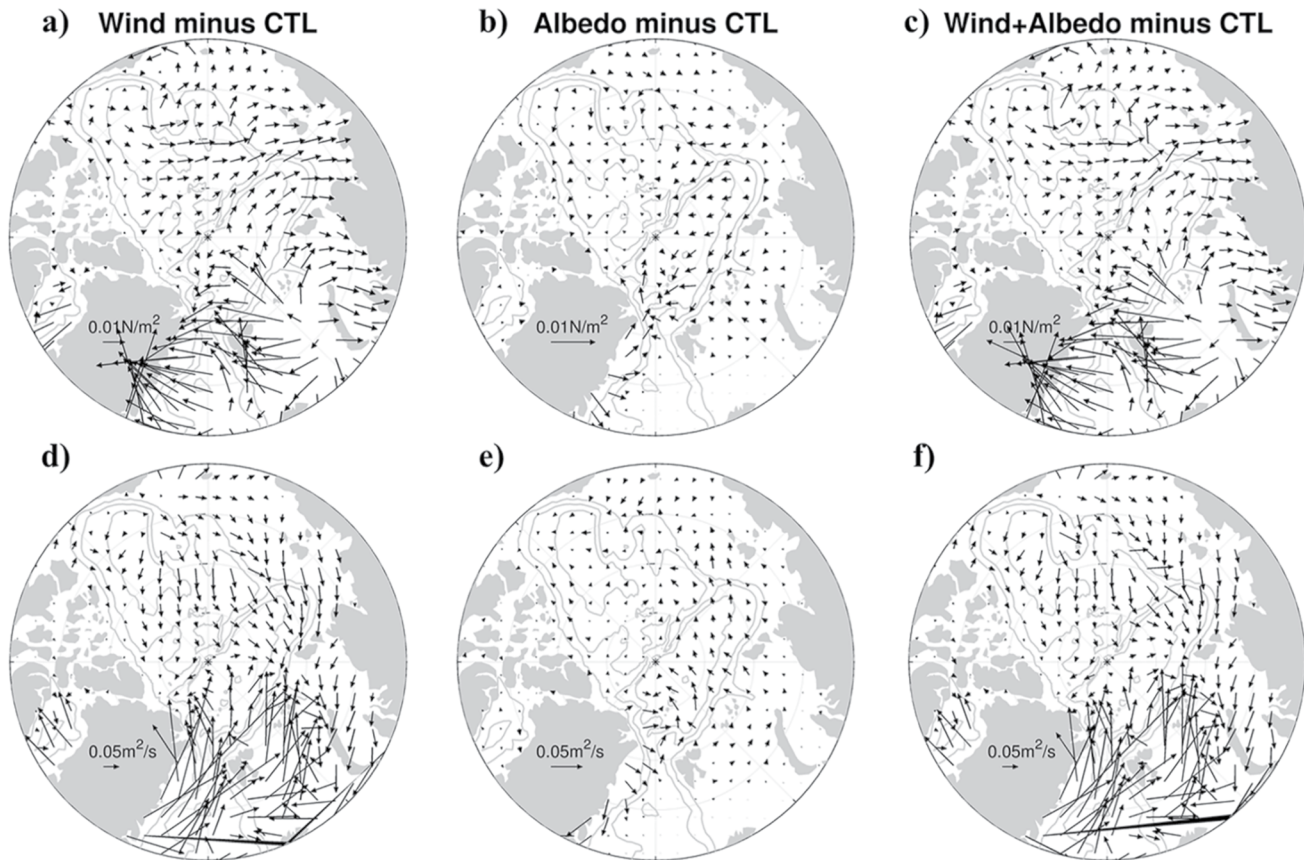 a) Wind minus CTL
b) Albedo minus CTL
c) Wind+Albedo minus CTL
0.01N/m²
0.01N/m²
0.01N/m²
d)
e)
f)
0.05m²/s
0.05m²/s
0.05m²/s